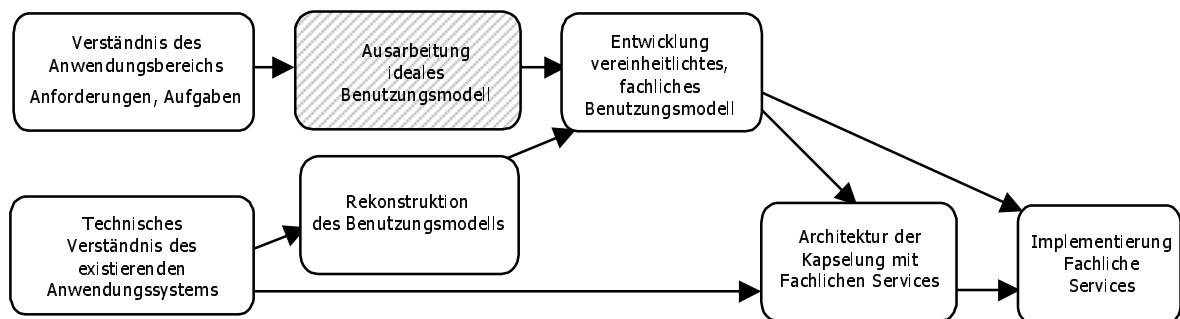 Verständnis des
Anwendungsbereichs
Anforderungen, Aufgaben
Ausarbeitung
ideales
Benutzungsmodell
Entwicklung
vereinheitlichtes,
fachliches
Benutzungsmodell
Rekonstruktion
des Benutzungsmodells
Technisches
Verständnis des
existierenden
Anwendungssystems
Architektur der
Kapselung mit
Fachlichen Services
Implementierung
Fachliche
Services